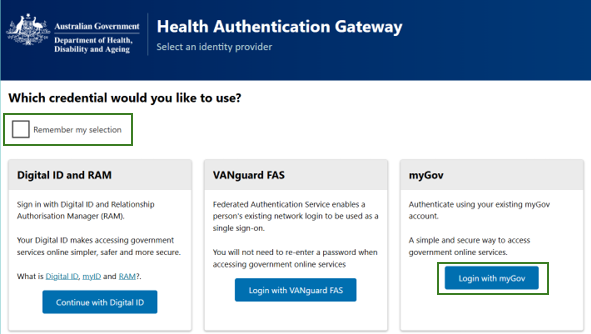 Australian Government
Department of Health,
Disability and Ageing
Health Authentication Gateway
Select an identity provider
Which credential would you like to use?
Remember my selection
Digital ID and RAM
Sign in with Digital ID and Relationship
Authorisation Manager (RAM).
Your Digital ID makes accessing government
services online simpler, safer and more secure.
What is Digital ID, myID and RAM?.
Continue with Digital ID
VANguard FAS
Federated Authentication Service enables a
person's existing network login to be used as a
single sign-on.
You will not need to re-enter a password when
accessing government online services
Login with VANguard FAS
myGov
Authenticate using your existing myGov
account.
A simple and secure way to access
government online services.
Login with myGov